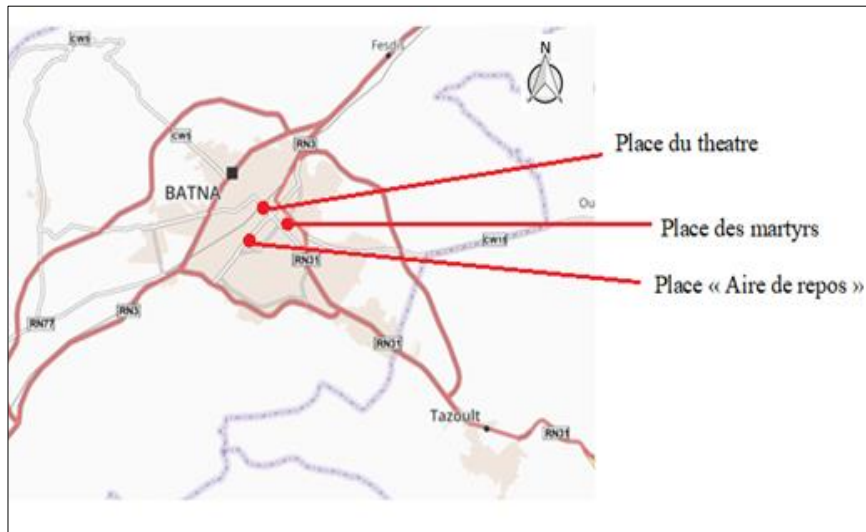 CW5
Fesdis
N
CW5
RN3
Place du theatre
BATNA
Place des martyrs
CW15
RN31
Place « Aire de repos »
RN3
RN77
RN31
Tazoult
RN31